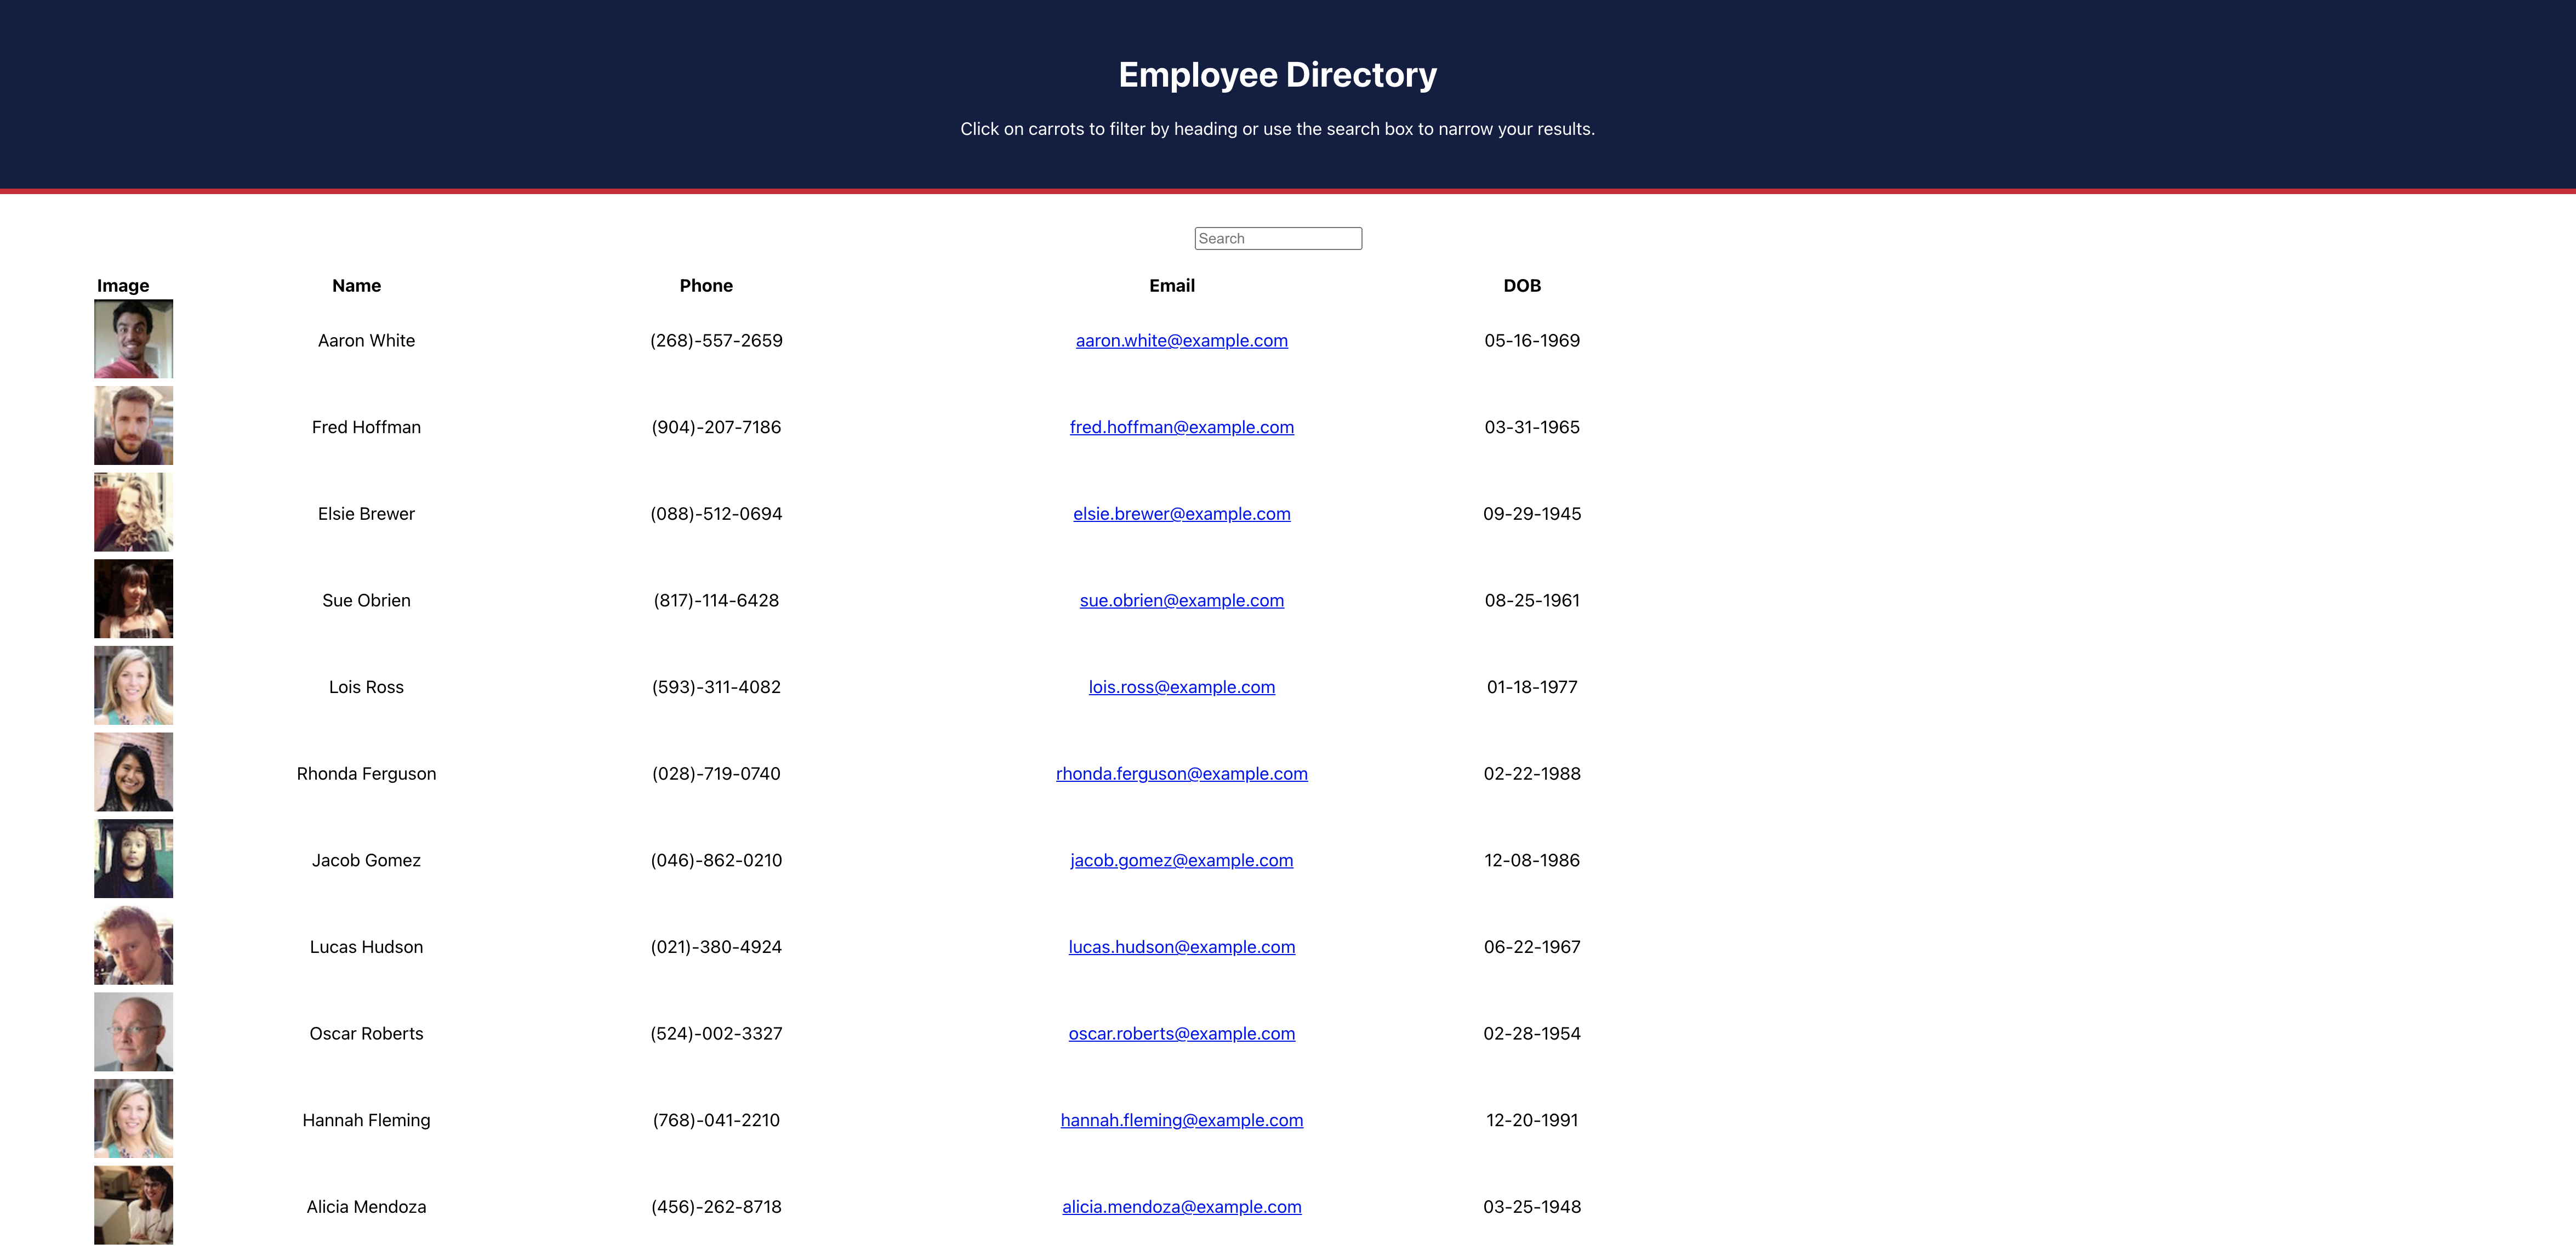 Employee Directory
Click on carrots to filter by heading or use the search box to narrow your results.
Search
Image Name Phone Email DOB
Aaron White (268)-557-2659 aaron.white@example.com 05-16-1969
Fred Hoffman (904)-207-7186 fred.hoffman@example.com 03-31-1965
Elsie Brewer (088)-512-0694 elsie.brewer@example.com 09-29-1945
Sue Obrien (817)-114-6428 sue.obrien@example.com 08-25-1961
Lois Ross (593)-311-4082 lois.ross@example.com 01-18-1977
Rhonda Ferguson (028)-719-0740 rhonda.ferguson@example.com 02-22-1988
Jacob Gomez (046)-862-0210 jacob.gomez@example.com 12-08-1986
Lucas Hudson (021)-380-4924 lucas.hudson@example.com 06-22-1967
Oscar Roberts (524)-002-3327 oscar.roberts@example.com 02-28-1954
Hannah Fleming (768)-041-2210 hannah.fleming@example.com 12-20-1991
Alicia Mendoza (456)-262-8718 alicia.mendoza@example.com 03-25-1948